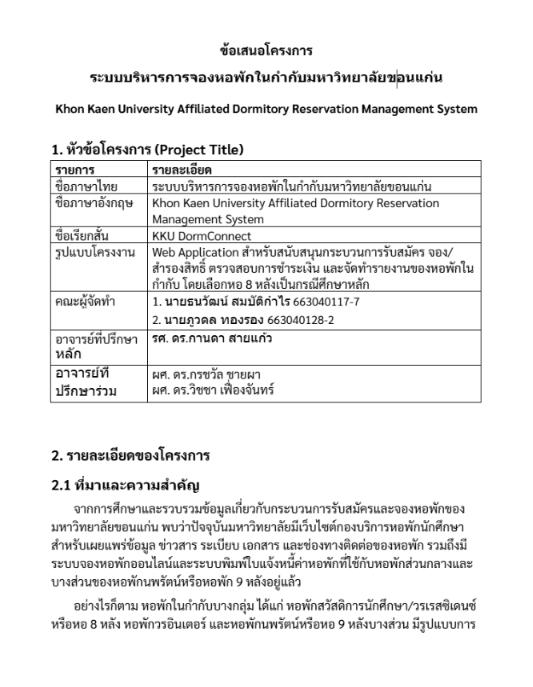 ข้อเสนอโครงการ
ระบบบริหารการจองหอพักในกำกับมหาวิทยาลัยขอนแก่น
Khon Kaen University Affiliated Dormitory Reservation Management System
1. หัวข้อโครงการ (Project Title)
รายการ รายละเอียด
ชื่อภาษาไทย ระบบบริหารการจองหอพักในกำกับมหาวิทยาลัยขอนแก่น
ชื่อภาษาอังกฤษ Khon Kaen University Affiliated Dormitory Reservation
Management System
ชื่อเรียกสั้น KKU DormConnect
รูปแบบโครงงาน Web Application สำหรับสนับสนุนกระบวนการรับสมัคร จอง/
สำรองสิทธิ์ ตรวจสอบการชำระเงิน และจัดทำรายงานของหอพักใน
กำกับ โดยเลือกหอ 8 หลังเป็นกรณีศึกษาหลัก
คณะผู้จัดทำ 1. นายธนวัฒน์ สมบัติกำไร 663040117-7
2. นายภูวดล ทองรอง 663040128-2
อาจารย์ที่ปรึกษา รศ. ดร.กานดา สายแก้ว
หลัก
อาจารย์ที่ ผศ. ดร.กรชวัล ชายผา
ปรึกษาร่วม ผศ. ดร.วิชชา เฟื่องจันทร์
2. รายละเอียดของโครงการ
2.1 ที่มาและความสำคัญ
จากการศึกษาและรวบรวมข้อมูลเกี่ยวกับกระบวนการรับสมัครและจองหอพักของ
มหาวิทยาลัยขอนแก่น พบว่าปัจจุบันมหาวิทยาลัยมีเว็บไซต์กองบริการหอพักนักศึกษา
สำหรับเผยแพร่ข้อมูล ข่าวสาร ระเบียบ เอกสาร และช่องทางติดต่อของหอพัก รวมถึงมี
ระบบจองหอพักออนไลน์และระบบพิมพ์ใบแจ้งหนี้ค่าหอพักที่ใช้กับหอพักส่วนกลางและ
บางส่วนของหอพักนพรัตน์หรือหอพัก 9 หลังอยู่แล้ว
อย่างไรก็ตาม หอพักในกำกับบางกลุ่ม ได้แก่ หอพักสวัสดิการนักศึกษา/วรเรสซิเดนซ์
หรือหอ 8 หลัง หอพักวรอินเตอร์ และหอพักนพรัตน์หรือหอ 9 หลังบางส่วน มีรูปแบบการ